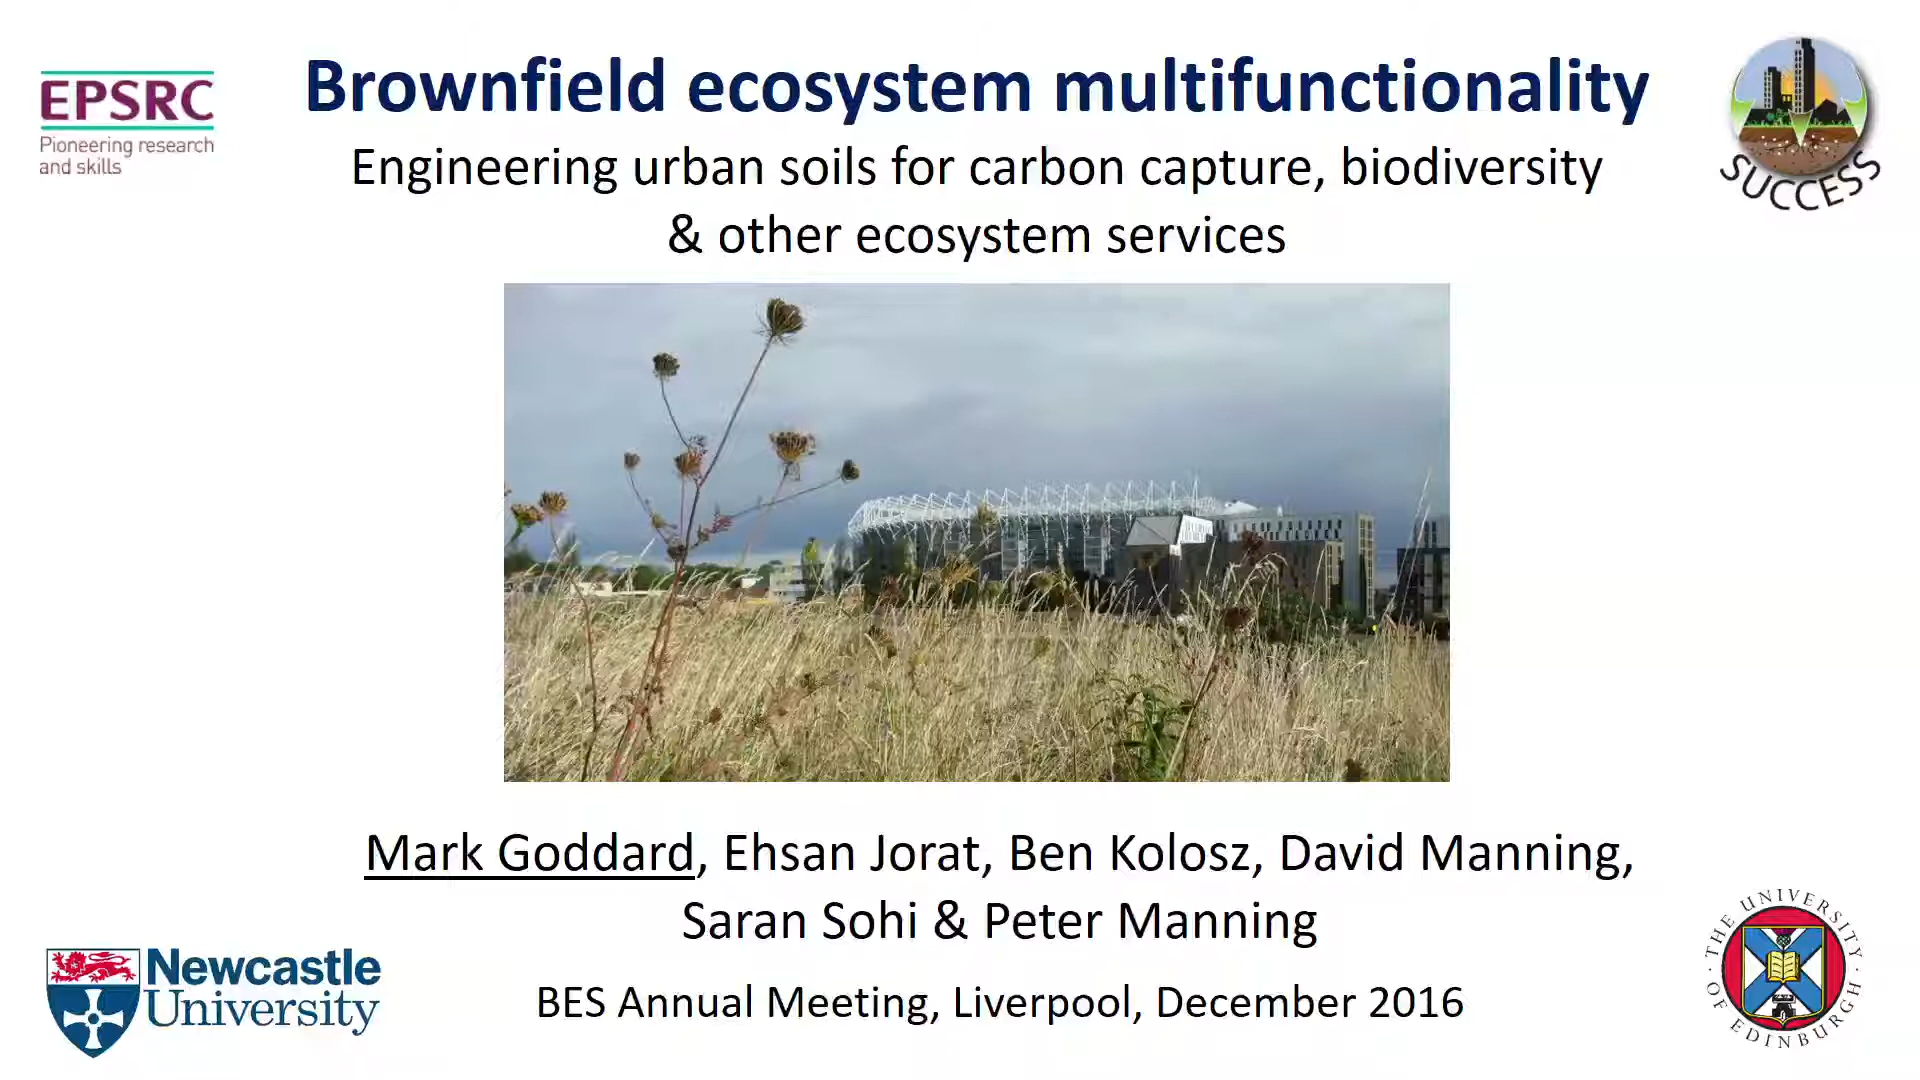 Brownfield ecosystem multifunctionality
Engineering urban soils for carbon capture, biodiversity
& other ecosystem services
EPSRC
Pioneering research
and skills
SUCCESS
Mark Goddard, Ehsan Jorat, Ben Kolosz, David Manning,
Saran Sohi & Peter Manning
BES Annual Meeting, Liverpool, December 2016
Newcastle
University
THE UNIVERSITY OF EDINBURGH